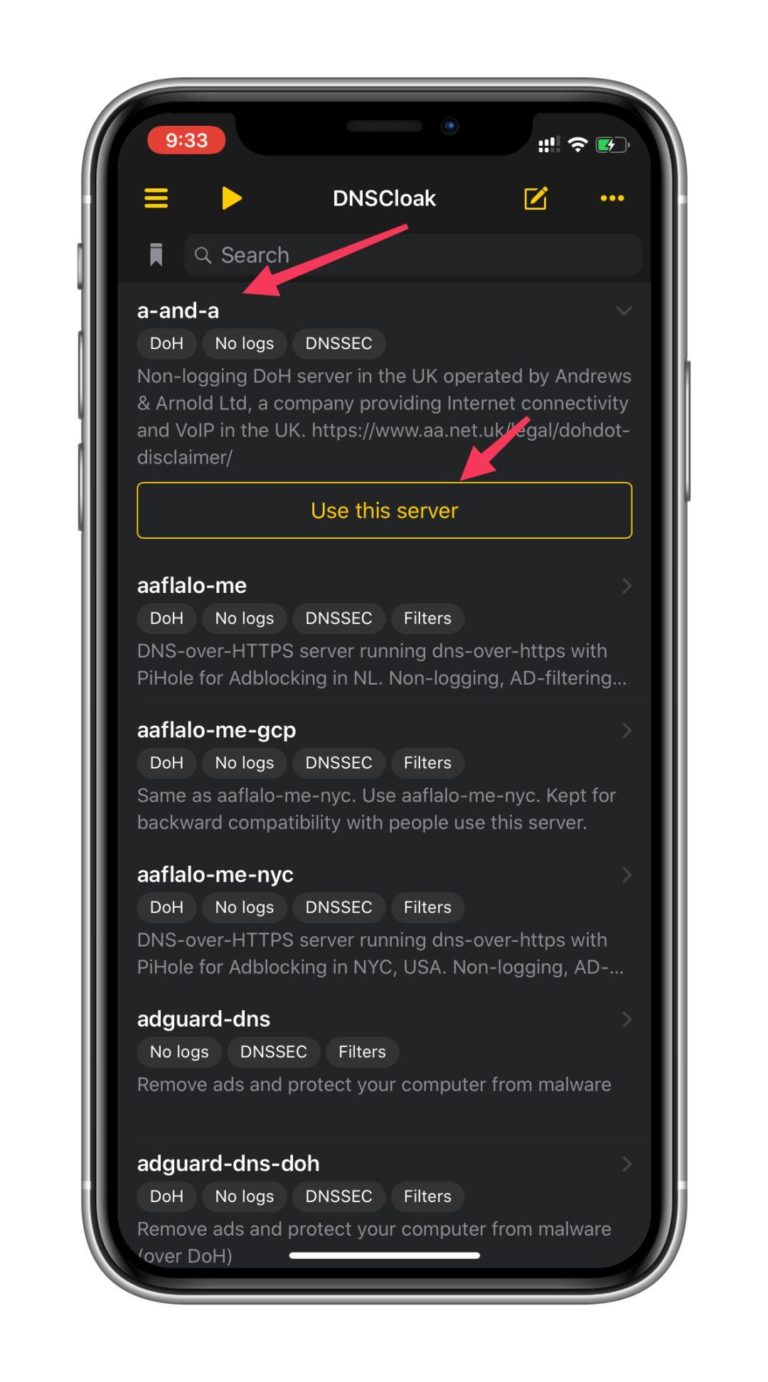 9:33
DNSCloak
Search
a-and-a
DoH No logs DNSSEC
Non-logging DoH server in the UK operated by Andrews
& Arnold Ltd, a company providing Internet connectivity
and VoIP in the UK. https://www.aa.net.uk/legal/dohdot-
disclaimer/
Use this server
aaflalo-me
DoH No logs DNSSEC Filters
DNS-over-HTTPS server running dns-over-https with
PiHole for Adblocking in NL. Non-logging, AD-filtering...
aaflalo-me-gcp
DoH No logs DNSSEC Filters
Same as aaflalo-me-nyc. Use aaflalo-me-nyc. Kept for
backward compatibility with people use this server.
aaflalo-me-nyc
DoH No logs DNSSEC Filters
DNS-over-HTTPS server running dns-over-https with
PiHole for Adblocking in NYC, USA. Non-logging, AD-...
adguard-dns
No logs DNSSEC Filters
Remove ads and protect your computer from malware
adguard-dns-doh
DoH No logs DNSSEC Filters
Remove ads and protect your computer from malware
(over DoH)